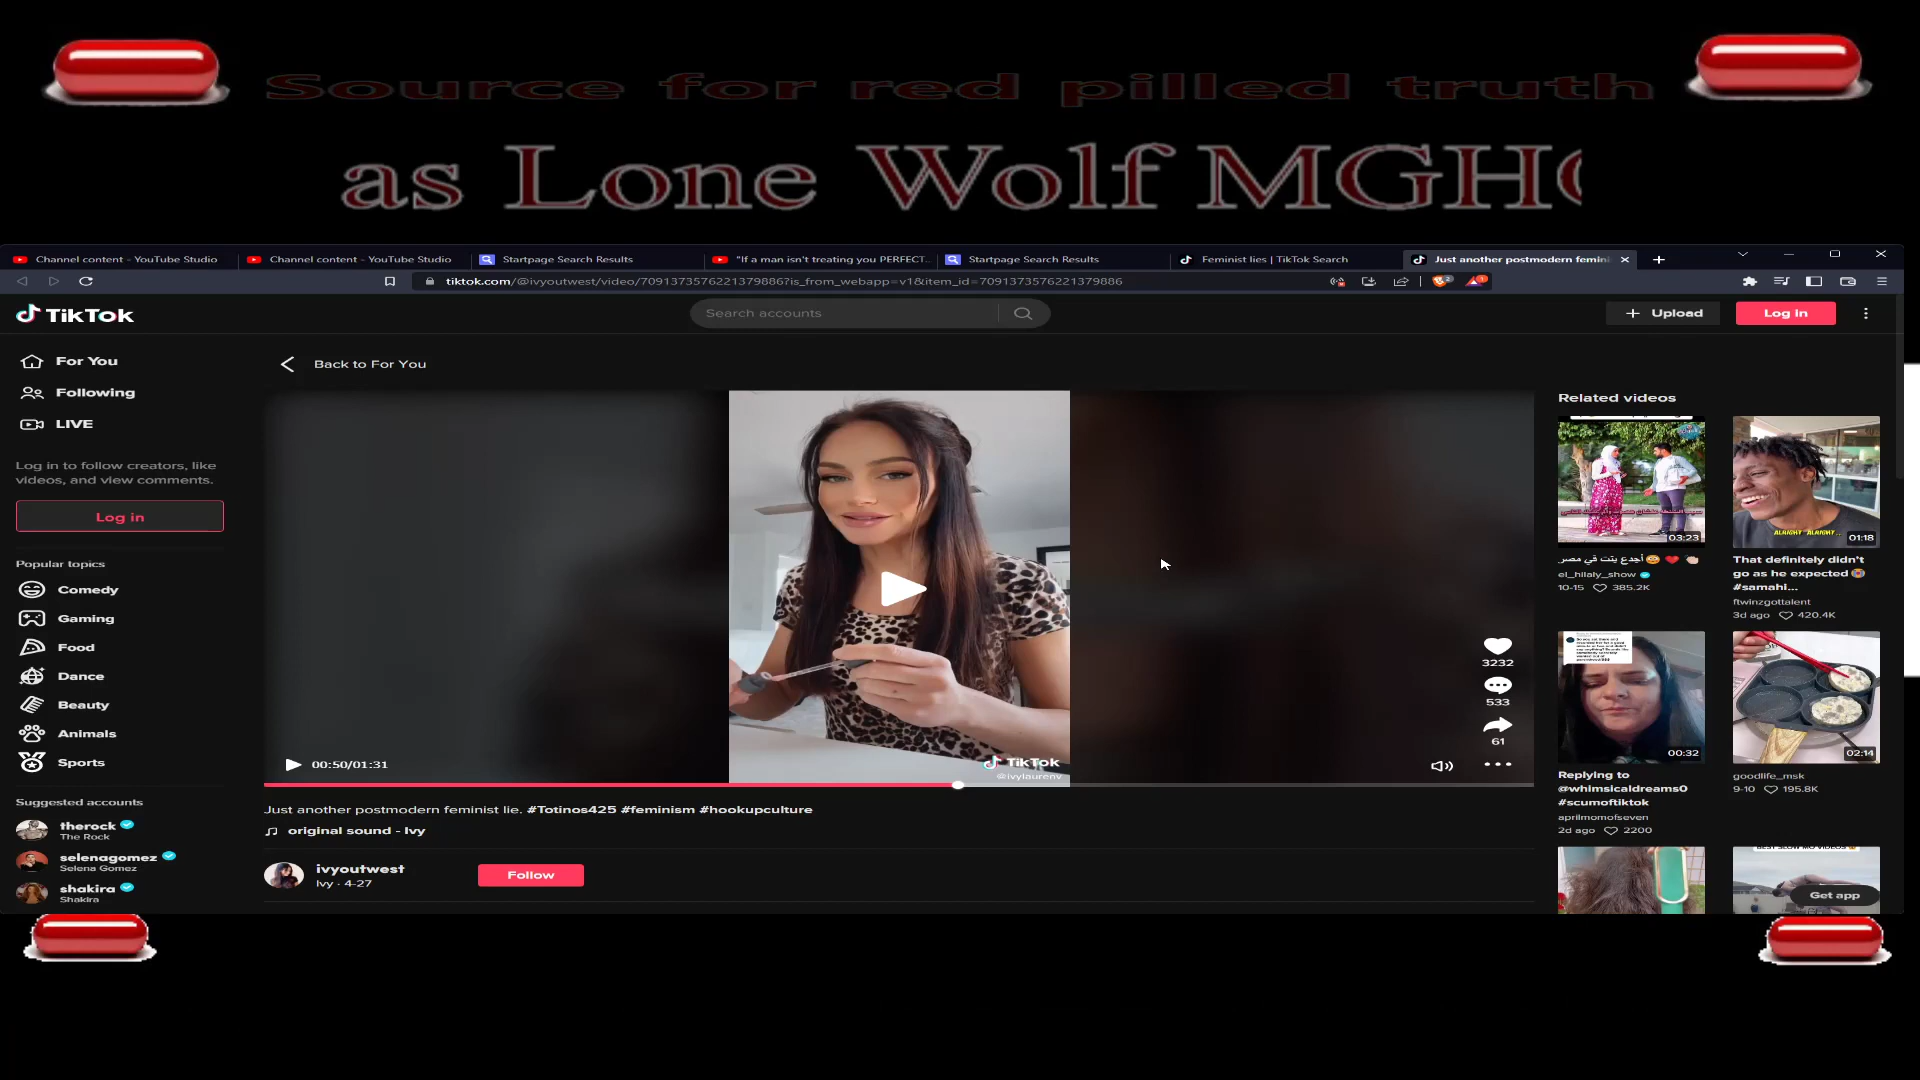 Source for red pilled truth
as Lone Wolf MGH
Channel content - YouTube Studio
Channel content - YouTube Studio
Startpage Search Results
"If a man isn't treating you PERFECT...
Startpage Search Results
Feminist lies | TikTok Search
Just another postmodern femini
tiktok.com/@ivyoutwest/video/7091373576221379886?is_from_webapp=v1&item_id=7091373576221379886
TikTok
Search accounts
Upload
Log in
For You
Following
LIVE
Log in to follow creators, like
videos, and view comments.
Log in
Popular topics
Comedy
Gaming
Food
Dance
Beauty
Animals
Sports
Suggested accounts
therock
The Rock
selenagomez
Selena Gomez
shakira
Shakira
Back to For You
3232
533
61
00:50/01:31
TikTok
@ivylaurenv
Just another postmodern feminist lie. #Totinos425 #feminism #hookupculture
original sound - Ivy
ivyoutwest
Ivy · 4-27
Follow
Related videos
03:23
أجدع بنت في مصر
el_hilaly_show
10-15 385.2K
ALRIGHT ALRIGHT..
01:18
That definitely didn't
go as he expected
#samahi...
ftwinzgottalent
3d ago 420.4K
00:32
Replying to
@whimsicaldreams0
#scumoftiktok
aprilmomofseven
2d ago 2200
02:14
goodlife_msk
9-10 195.8K
Get app